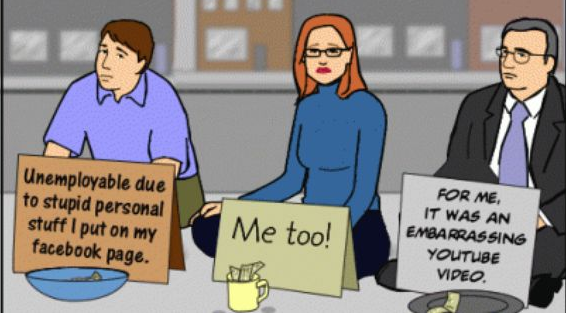 Unemployable due
to stupid personal
stuff I put on my
facebook page.
Me too!
FOR ME,
IT WAS AN
EMBARRASSING
YOUTUBE
VIDEO.